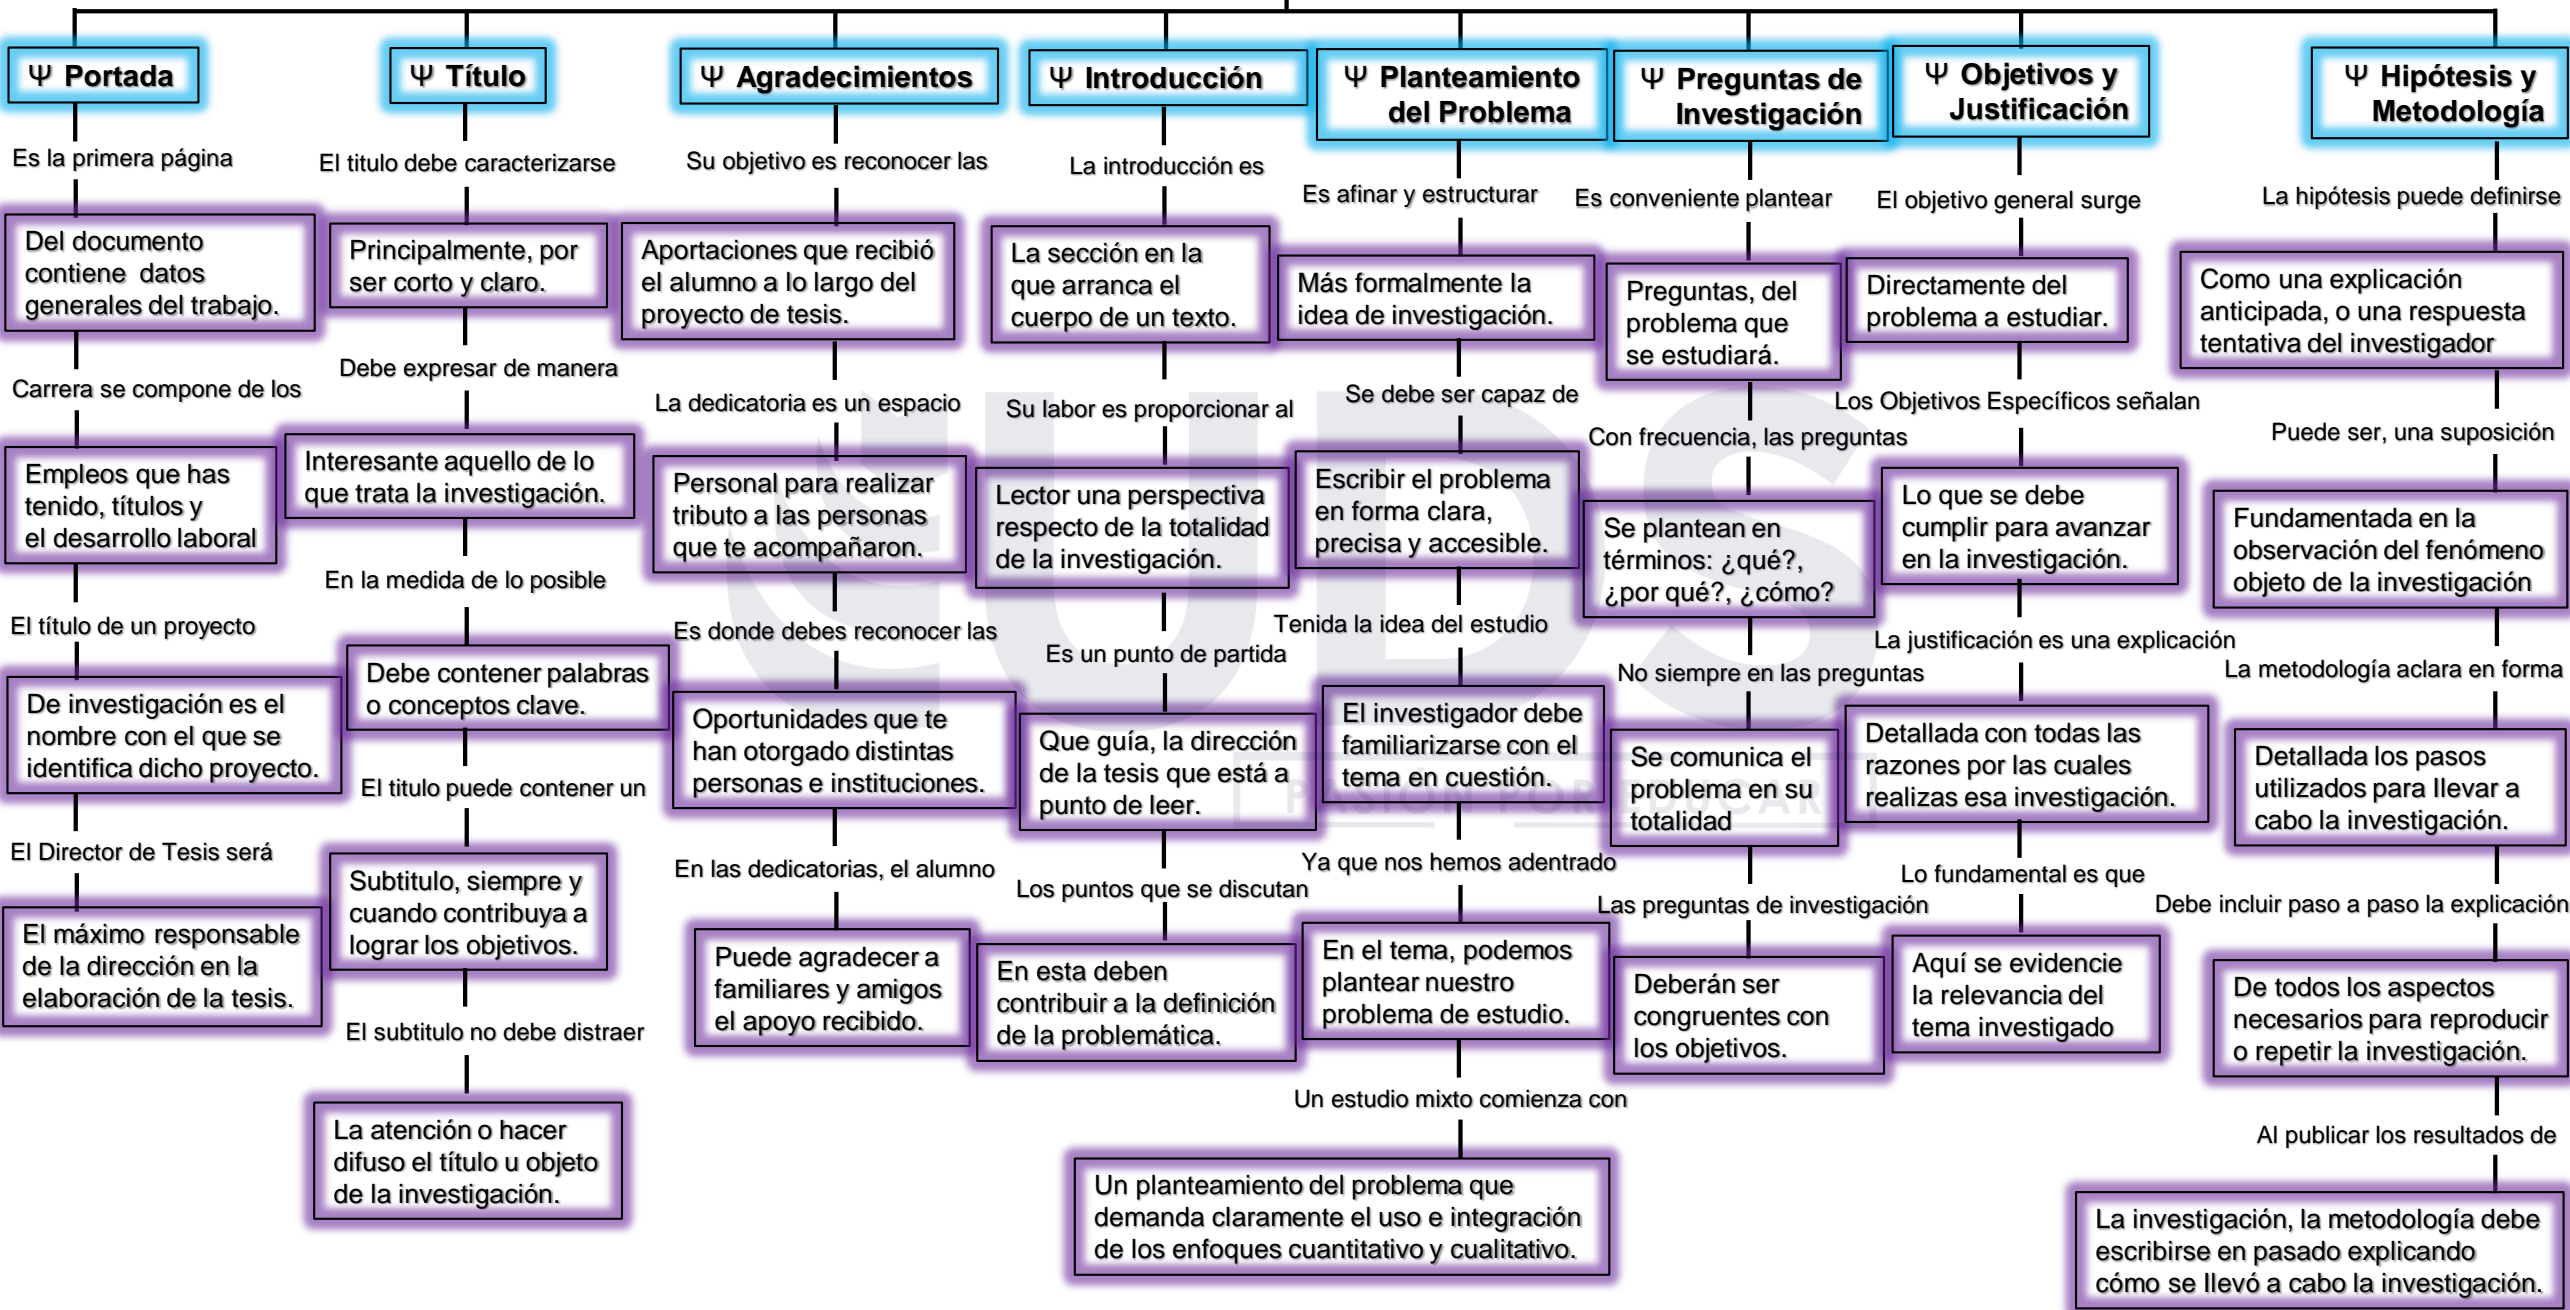 Ψ Portada
Es la primera página
Del documento
contiene datos
generales del trabajo.
Carrera se compone de los
Empleos que has
tenido, títulos y
el desarrollo laboral
El título de un proyecto
De investigación es el
nombre con el que se
identifica dicho proyecto.
El Director de Tesis será
El máximo responsable
de la dirección en la
elaboración de la tesis.
Ψ Título
El titulo debe caracterizarse
Principalmente, por
ser corto y claro.
Debe expresar de manera
Interesante aquello de lo
que trata la investigación.
En la medida de lo posible
Debe contener palabras
o conceptos clave.
El titulo puede contener un
Subtitulo, siempre y
cuando contribuya a
lograr los objetivos.
El subtitulo no debe distraer
La atención o hacer
difuso el título u objeto
de la investigación.
Ψ Agradecimientos
Su objetivo es reconocer las
Aportaciones que recibió
el alumno a lo largo del
proyecto de tesis.
La dedicatoria es un espacio
Personal para realizar
tributo a las personas
que te acompañaron.
Es donde debes reconocer las
Oportunidades que te
han otorgado distintas
personas e instituciones.
En las dedicatorias, el alumno
Puede agradecer a
familiares y amigos
el apoyo recibido.
Ψ Introducción
La introducción es
La sección en la
que arranca el
cuerpo de un texto.
Su labor es proporcionar al
Lector una perspectiva
respecto de la totalidad
de la investigación.
Es un punto de partida
Que guía, la dirección
de la tesis que está a
punto de leer.
Los puntos que se discutan
En esta deben
contribuir a la definición
de la problemática.
Ψ Planteamiento
del Problema
Es afinar y estructurar
Más formalmente la
idea de investigación.
Se debe ser capaz de
Escribir el problema
en forma clara,
precisa y accesible.
Tenida la idea del estudio
El investigador debe
familiarizarse con el
tema en cuestión.
Ya que nos hemos adentrado
En el tema, podemos
plantear nuestro
problema de estudio.
Un estudio mixto comienza con
Un planteamiento del problema que
demanda claramente el uso e integración
de los enfoques cuantitativo y cualitativo.
Ψ Preguntas de
Investigación
Es conveniente plantear
Preguntas, del
problema que
se estudiará.
Con frecuencia, las preguntas
Se plantean en
términos: ¿qué?,
¿por qué?, ¿cómo?
No siempre en las preguntas
Se comunica el
problema en su
totalidad
Las preguntas de investigación
Deberán ser
congruentes con
los objetivos.
Ψ Objetivos y
Justificación
El objetivo general surge
Directamente del
problema a estudiar.
Los Objetivos Específicos señalan
Lo que se debe
cumplir para avanzar
en la investigación.
La justificación es una explicación
Detallada con todas las
razones por las cuales
realizas esa investigación.
Lo fundamental es que
Aquí se evidencie
la relevancia del
tema investigado
Ψ Hipótesis y
Metodología
La hipótesis puede definirse
Como una explicación
anticipada, o una respuesta
tentativa del investigador
Puede ser, una suposición
Fundamentada en la
observación del fenómeno
objeto de la investigación
La metodología aclara en forma
Detallada los pasos
utilizados para llevar a
cabo la investigación.
Debe incluir paso a paso la explicación
De todos los aspectos
necesarios para reproducir
o repetir la investigación.
Al publicar los resultados de
La investigación, la metodología debe
escribirse en pasado explicando
cómo se llevó a cabo la investigación.
UDS
PASIÓN POR EDUCAR